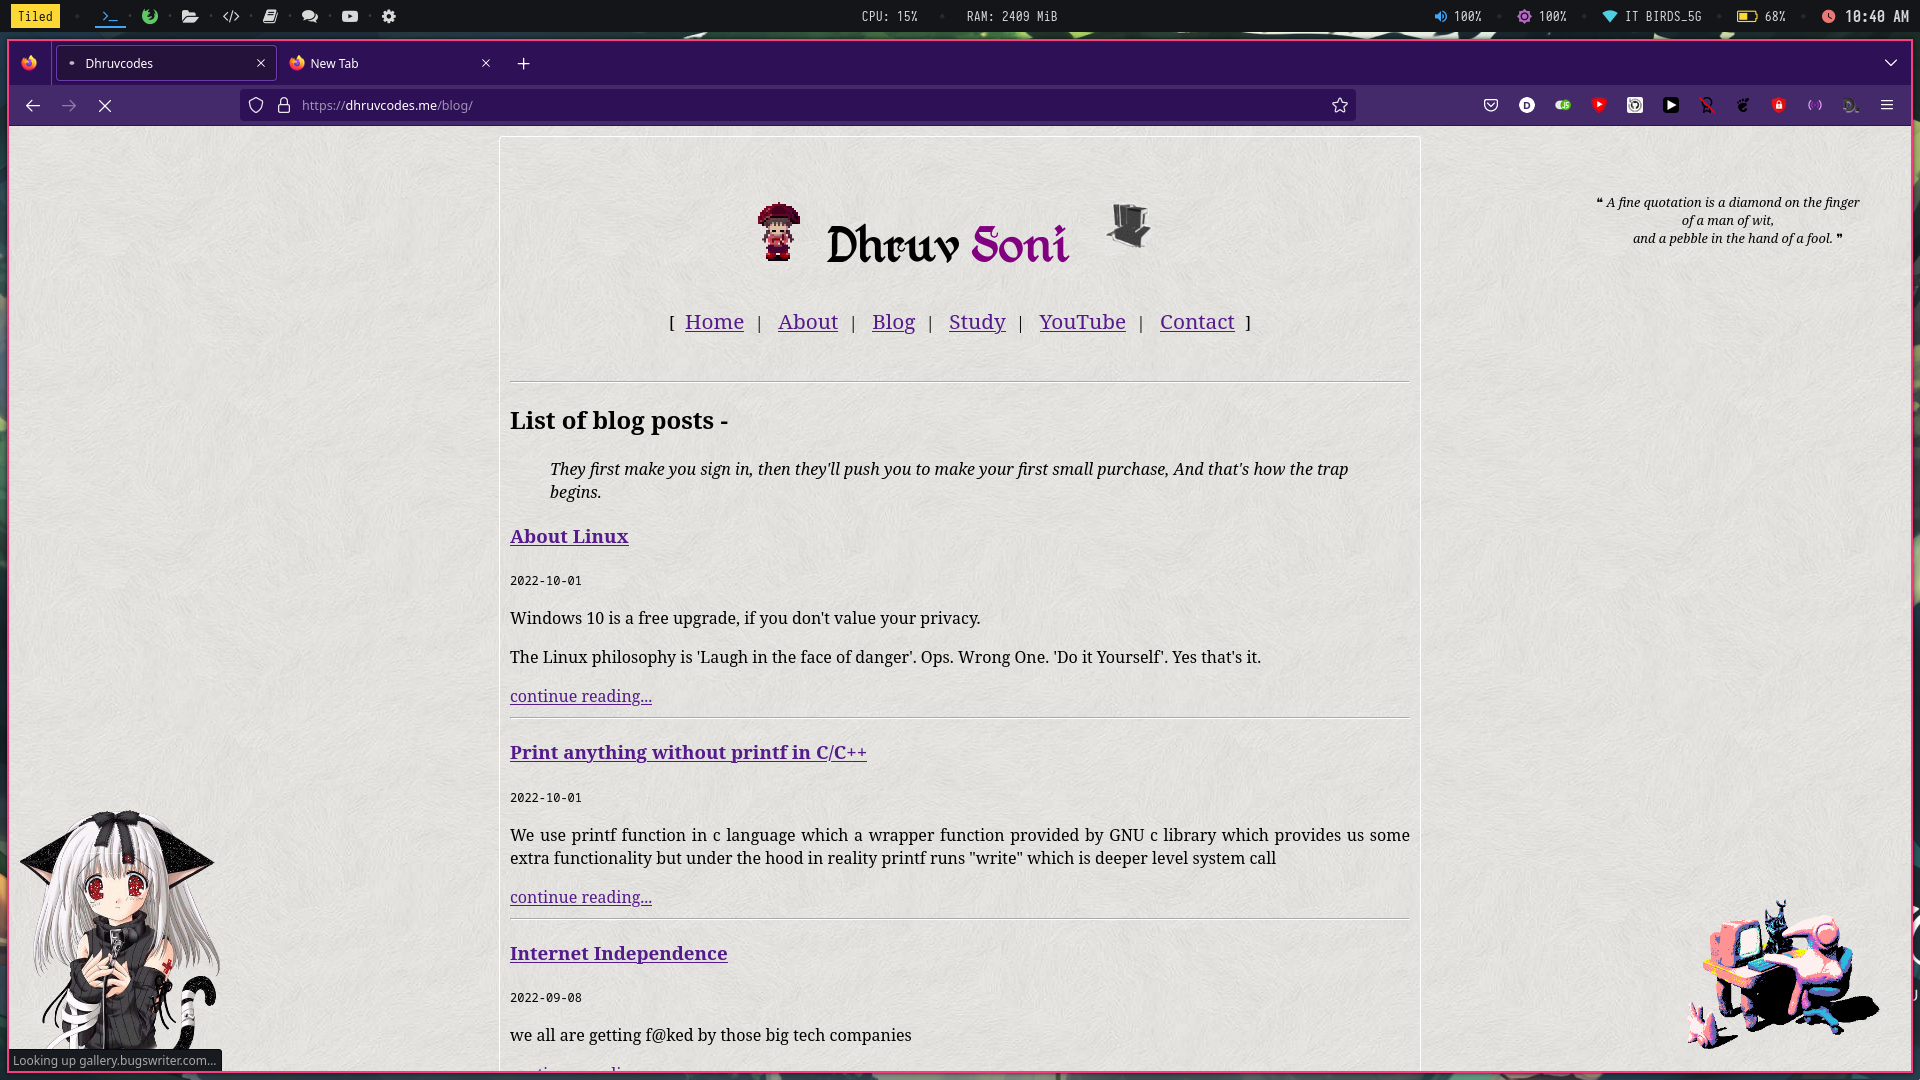 Tiled
CPU: 15%
RAM: 2409 MiB
100%
100%
IT BIRDS_5G
68%
10:40 AM
Dhruvcodes
New Tab
https://dhruvcodes.me/blog/
❝ A fine quotation is a diamond on the finger
of a man of wit,
and a pebble in the hand of a fool. ❞
Dhruv Soni
[ Home | About | Blog | Study | YouTube | Contact ]
List of blog posts -
They first make you sign in, then they'll push you to make your first small purchase, And that's how the trap
begins.
About Linux
2022-10-01
Windows 10 is a free upgrade, if you don't value your privacy.
The Linux philosophy is 'Laugh in the face of danger'. Ops. Wrong One. 'Do it Yourself'. Yes that's it.
continue reading...
Print anything without printf in C/C++
2022-10-01
We use printf function in c language which a wrapper function provided by GNU c library which provides us some
extra functionality but under the hood in reality printf runs "write" which is deeper level system call
continue reading...
Internet Independence
2022-09-08
we all are getting f@ked by those big tech companies
Looking up gallery.bugswriter.com...